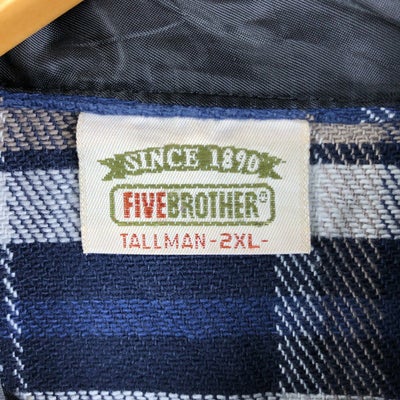 SINCE 1890
FIVEBROTHER®
TALLMAN-2XL-